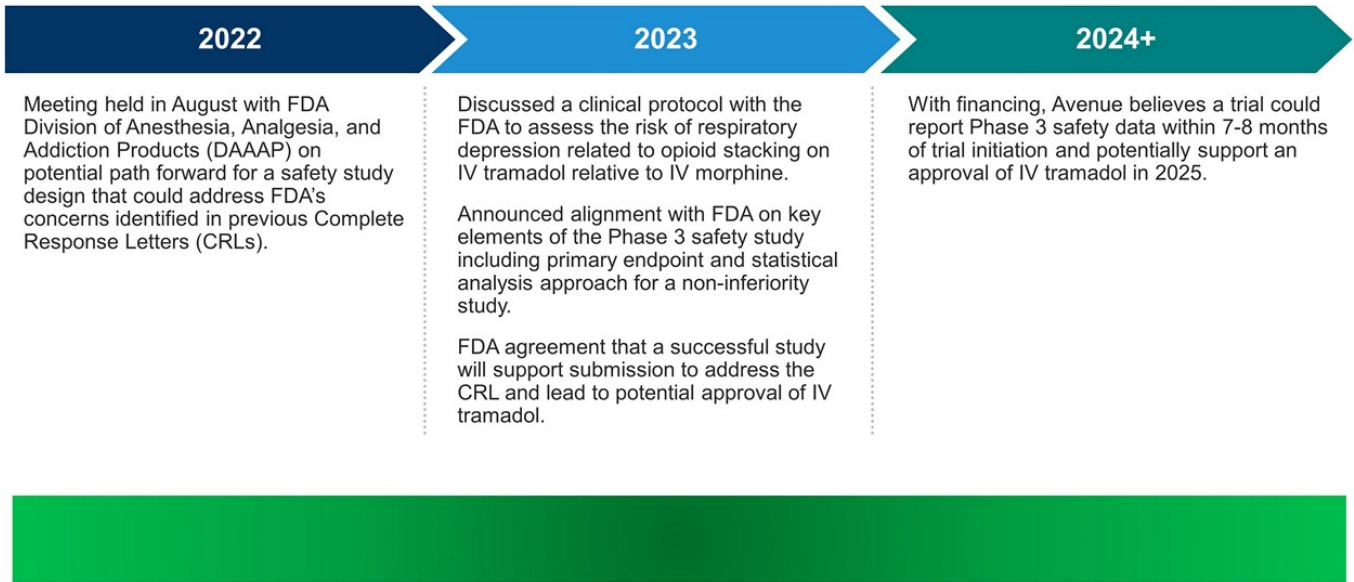 2022
Meeting held in August with FDA
Division of Anesthesia, Analgesia, and
Addiction Products (DAAAP) on
potential path forward for a safety study
design that could address FDA’s
concerns identified in previous Complete
Response Letters (CRLs).
2023
Discussed a clinical protocol with the
FDA to assess the risk of respiratory
depression related to opioid stacking on
IV tramadol relative to IV morphine.
Announced alignment with FDA on key
elements of the Phase 3 safety study
including primary endpoint and statistical
analysis approach for a non-inferiority
study.
FDA agreement that a successful study
will support submission to address the
CRL and lead to potential approval of IV
tramadol.
2024+
With financing, Avenue believes a trial could
report Phase 3 safety data within 7-8 months
of trial initiation and potentially support an
approval of IV tramadol in 2025.